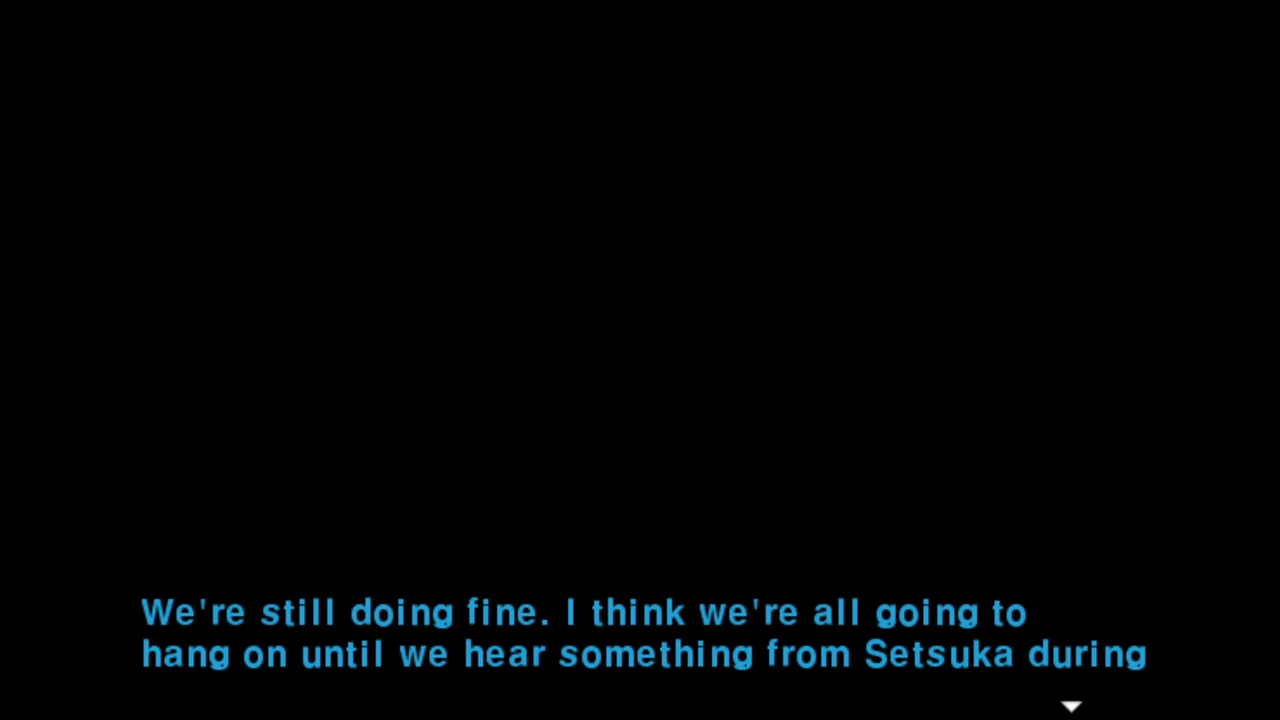 We're still doing fine. I think we're all going to
hang on until we hear something from Setsuka during